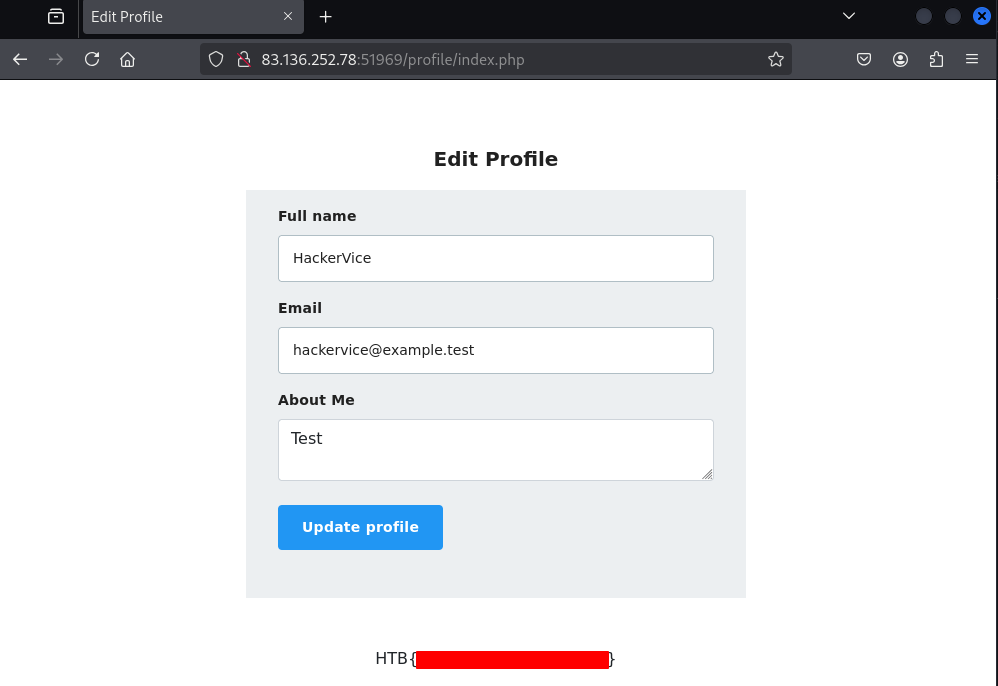 Edit Profile
83.136.252.78:51969/profile/index.php
Edit Profile
Full name
HackerVice
Email
hackervice@example.test
About Me
Test
Update profile
HTB{}